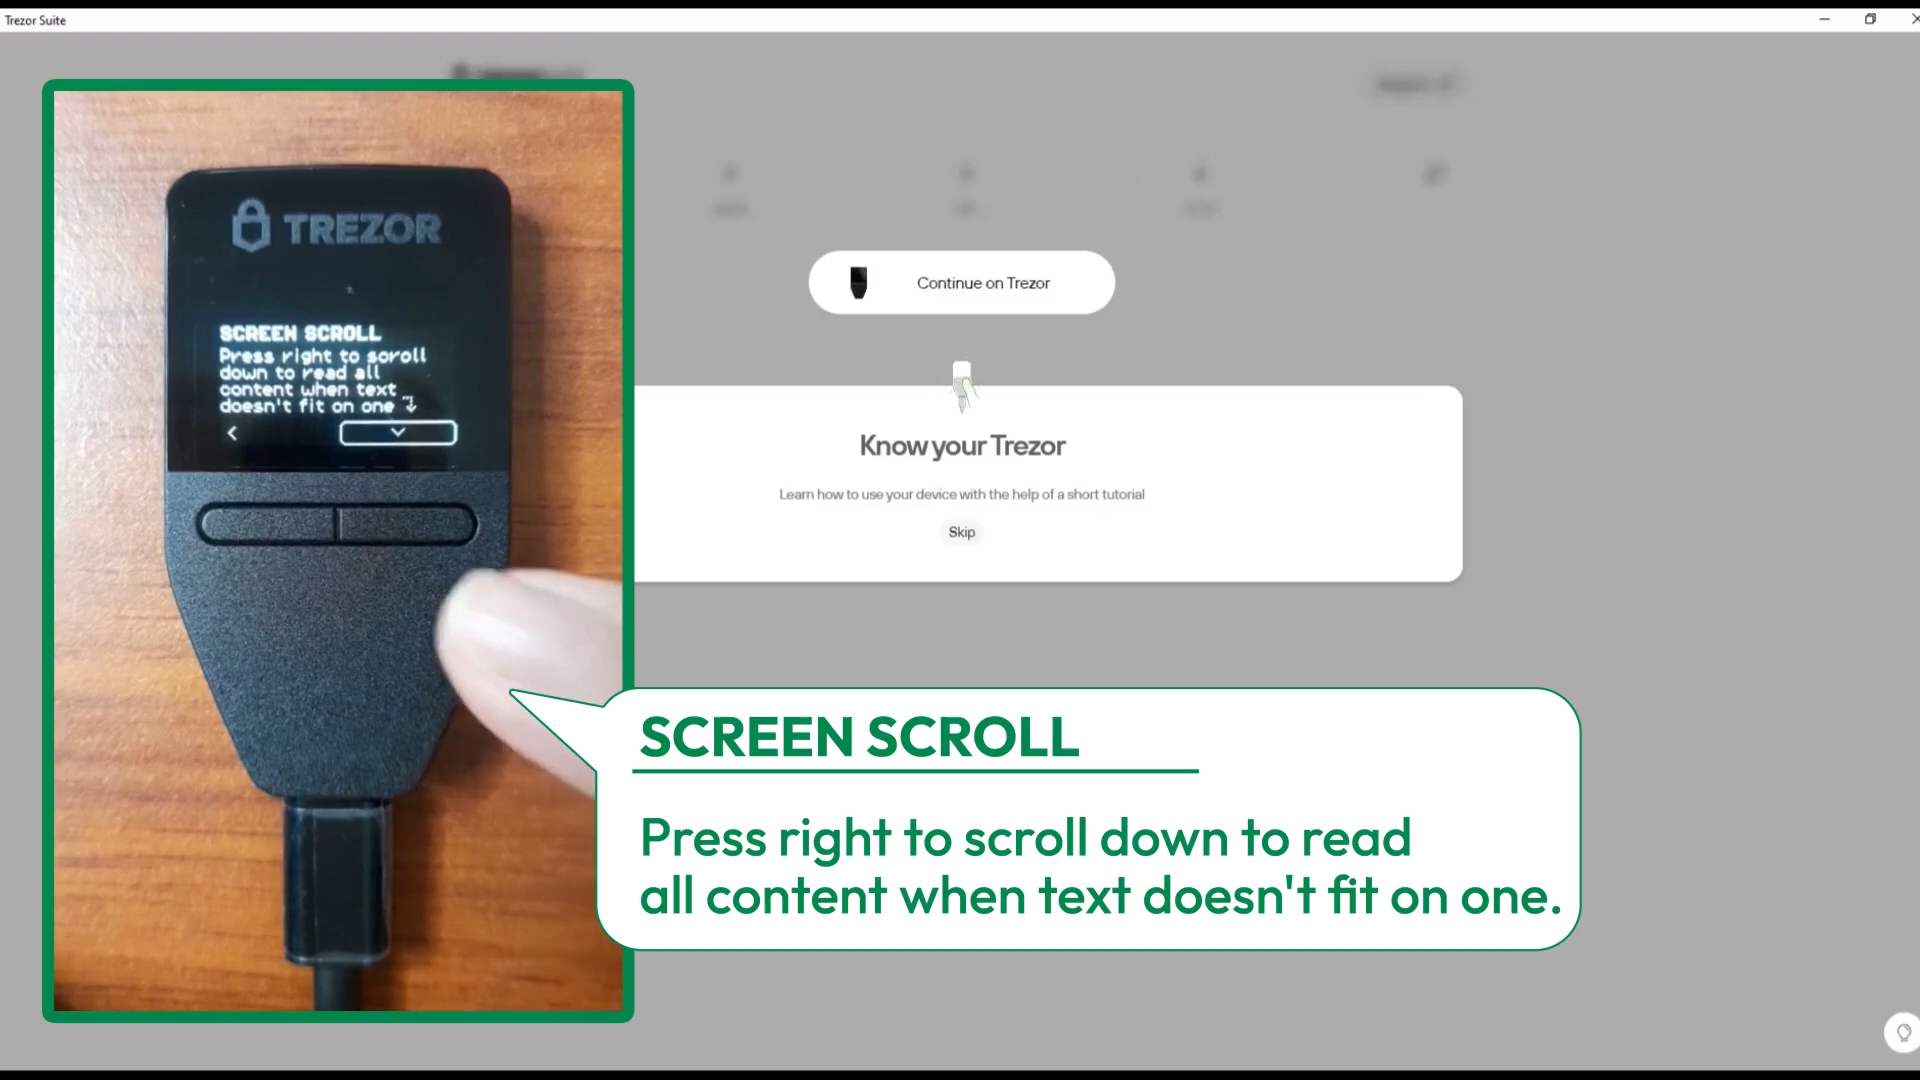 Trezor Suite
TREZOR
SCREEN SCROLL
Press right to scroll
down to read all
content when text
doesn't fit on one
Continue on Trezor
Know your Trezor
Learn how to use your device with the help of a short tutorial
Skip
SCREEN SCROLL
Press right to scroll down to read
all content when text doesn't fit on one.